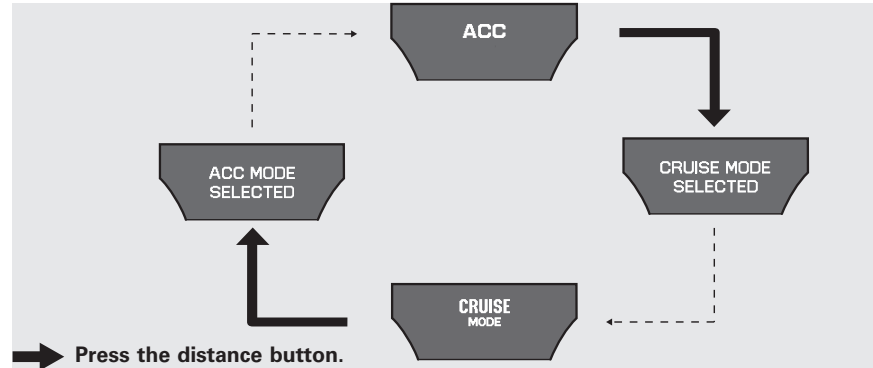 ACC
ACC MODE
SELECTED
CRUISE MODE
SELECTED
CRUISE
MODE
Press the distance button.